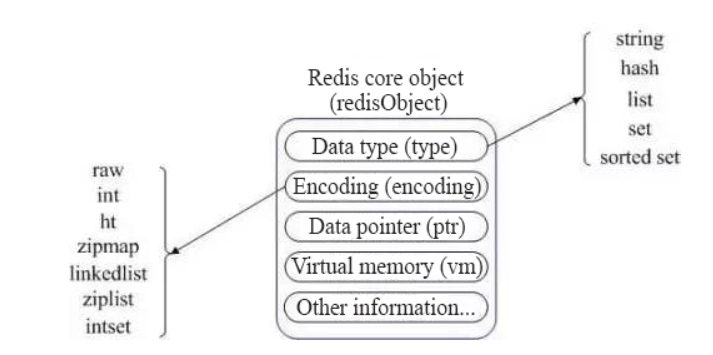 Redis core object
(redisObject)
Data type (type)
Encoding (encoding)
Data pointer (ptr)
Virtual memory (vm)
Other information...
string
hash
list
set
sorted set
raw
int
ht
zipmap
linkedlist
ziplist
intset